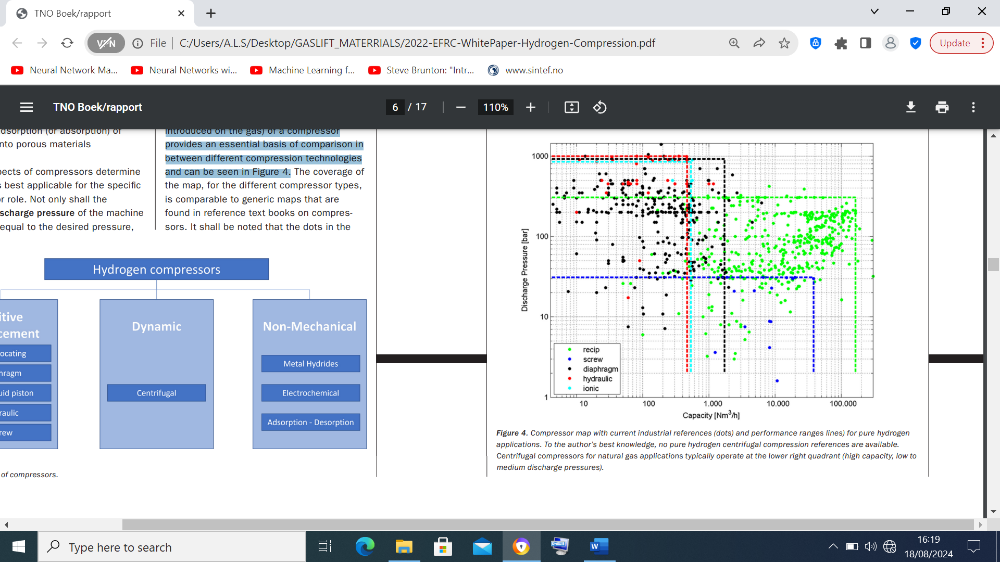 TNO Boek/rapport
VPN
File
C:/Users/A.L.S/Desktop/GASLIFT_MATERRIALS/2022-EFRC-WhitePaper-Hydrogen-Compression.pdf
Update
Neural Network Ma...
Neural Networks wi...
Machine Learning f...
Steve Brunton: "Intr...
www.sintef.no
TNO Boek/rapport
6 / 17
110%
dsorption (or absorption) of
nto porous materials
pects of compressors determine
s best applicable for the specific
r role. Not only shall the
scharge pressure of the machine
equal to the desired pressure,
introduced on the gas) of a compressor
provides an essential basis of comparison in
between different compression technologies
and can be seen in Figure 4. The coverage of
the map, for the different compressor types,
is comparable to generic maps that are
found in reference text books on compres-
sors. It shall be noted that the dots in the
Hydrogen compressors
itive
cement
ocating
hragm
uid piston
raulic
rew
Dynamic
Centrifugal
Non-Mechanical
Metal Hydrides
Electrochemical
Adsorption - Desorption
of compressors.
1000
100
10
1
Discharge Pressure [bar]
recip
screw
diaphragm
hydraulic
ionic
10
100
1.000
10.000
100.000
Capacity [Nm³/h]
Figure 4. Compressor map with current industrial references (dots) and performance ranges lines) for pure hydrogen
applications. To the author's best knowledge, no pure hydrogen centrifugal compression references are available.
Centrifugal compressors for natural gas applications typically operate at the lower right quadrant (high capacity, low to
medium discharge pressures).
Type here to search
W
16:19
18/08/2024